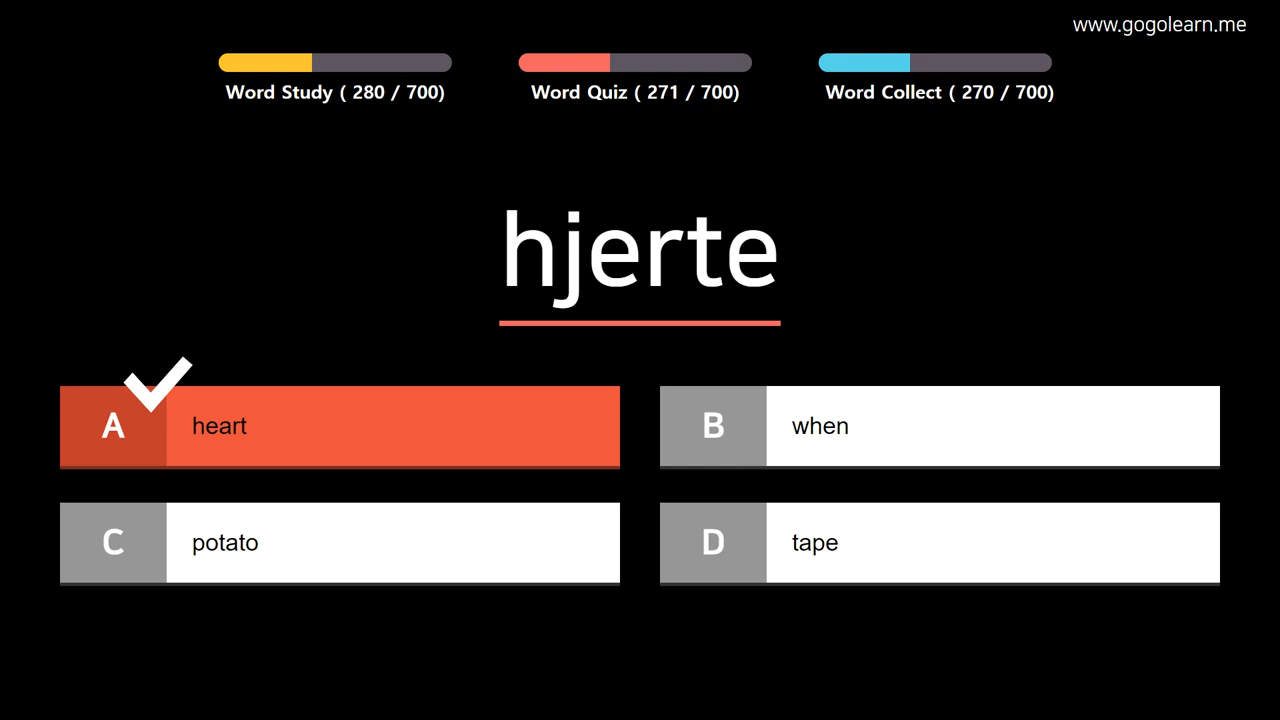 www.gogolearn.me
Word Study ( 280 / 700)
Word Quiz ( 271 / 700)
Word Collect ( 270 / 700)
hjerte
A heart
B when
C potato
D tape